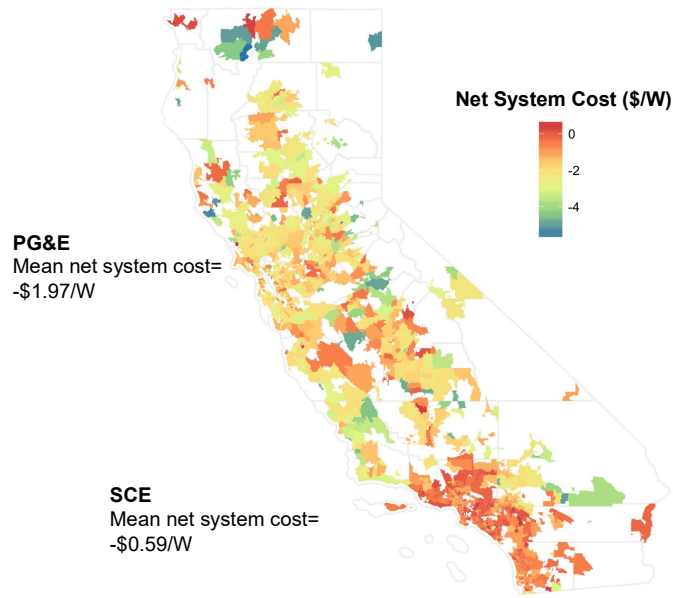 Net System Cost ($/W)
0
-2
-4
PG&E
Mean net system cost=
-$1.97/W
SCE
Mean net system cost=
-$0.59/W